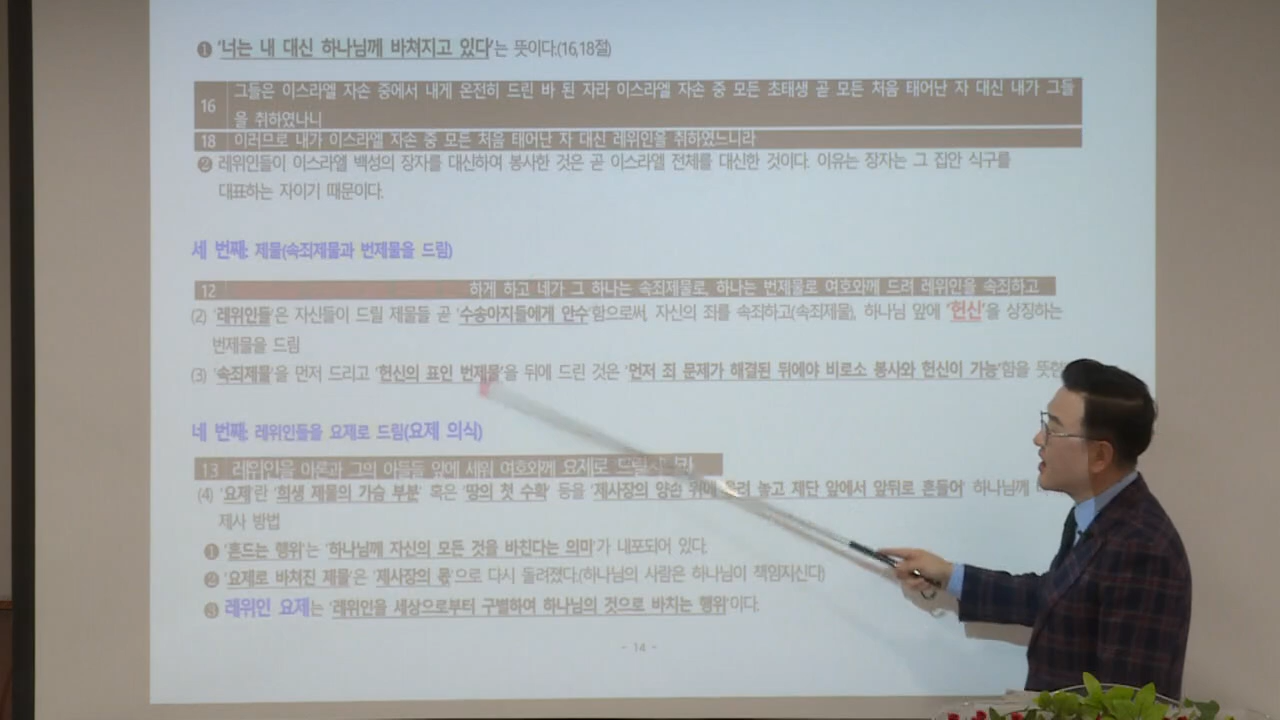 ❶ '너는 내 대신 하나님께 바쳐지고 있다'는 뜻이다.(16,18절)
16 그들은 이스라엘 자손 중에서 내게 온전히 드린 바 된 자라 이스라엘 자손 중 모든 초태생 곧 모든 처음 태어난 자 대신 내가 그들
을 취하였나니
18 이러므로 내가 이스라엘 자손 중 모든 처음 태어난 자 대신 레위인을 취하였느니라
❷ 레위인들이 이스라엘 백성의 장자를 대신하여 봉사한 것은 곧 이스라엘 전체를 대신한 것이다. 이유는 장자는 그 집안 식구를
대표하는 자이기 때문이다.
세 번째: 제물(속죄제물과 번제물을 드림)
12 하게 하고 네가 그 하나는 속죄제물로, 하나는 번제물로 여호와께 드려 레위인을 속죄하고
(2) '레위인들'은 자신들이 드릴 제물들 곧 '수송아지들에게 안수'함으로써, 자신의 죄를 속죄하고(속죄제물), 하나님 앞에 '헌신'을 상징하는
번제물을 드림
(3) '속죄제물'을 먼저 드리고 '헌신의 표인 번제물'을 뒤에 드린 것은 '먼저 죄 문제가 해결된 뒤에야 비로소 봉사와 헌신이 가능'함을 뜻한
네 번째: 레위인들을 요제로 드림(요제 의식)
13 레위인을 아론과 그의 아들들 앞에 세워 여호와께 요제로
(4) '요제'란 '희생 제물의 가슴 부분' 혹은 '땅의 첫 수확' 등을 '제사장의 양손 위에 올려 놓고 제단 앞에서 앞뒤로 흔들어' 하나님께
제사 방법
❶ '흔드는 행위'는 '하나님께 자신의 모든 것을 바친다는 의미'가 내포되어 있다.
❷ '요제로 바쳐진 제물'은 '제사장의 몫'으로 다시 돌려졌다.(하나님의 사람은 하나님이 책임지신다)
❸ 레위인 요제는 '레위인을 세상으로부터 구별하여 하나님의 것으로 바치는 행위'이다.
- 14 -